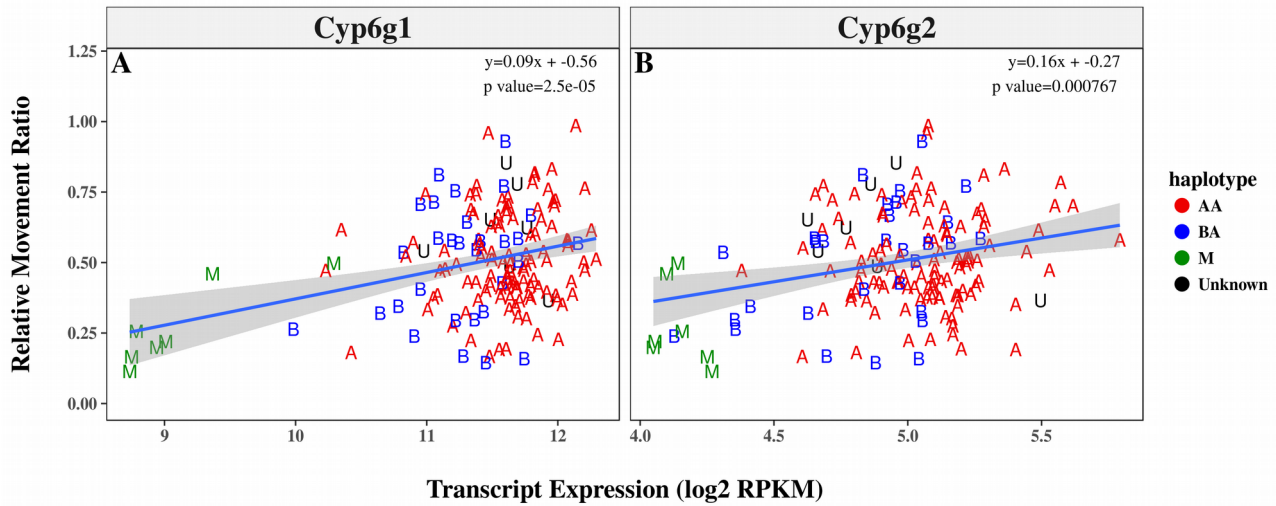 Cyp6g1
Cyp6g2
A
y=0.09x + -0.56
p value=2.5e-05
B
y=0.16x + -0.27
p value=0.000767
Relative Movement Ratio
1.25
1.00
0.75
0.50
0.25
0.00
9
10
11
12
4.0
4.5
5.0
5.5
Transcript Expression (log2 RPKM)
haplotype
AA
BA
M
Unknown